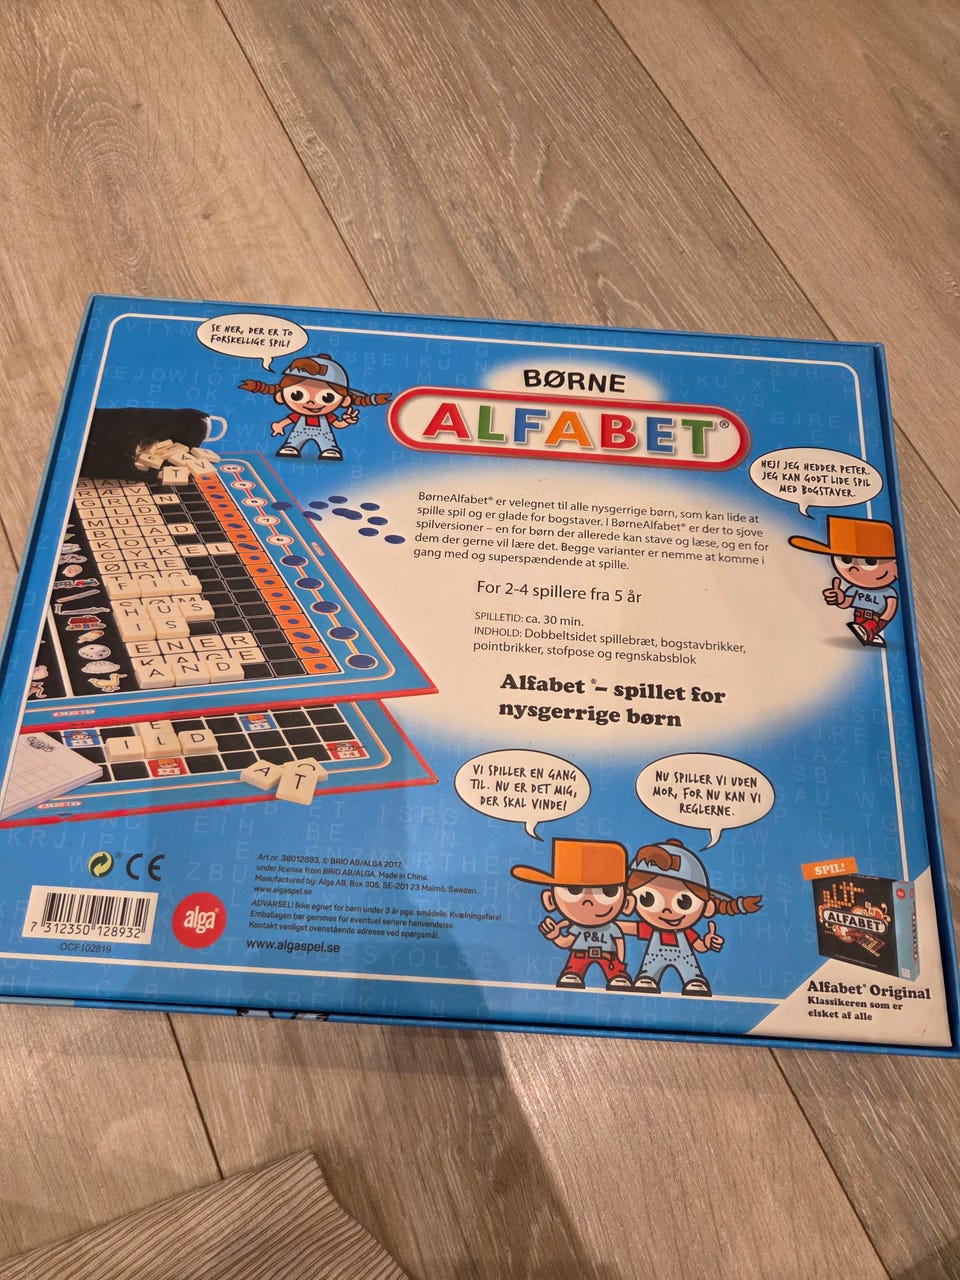 SE HER, DER ER TO
FORSKELLIGE SPIL!
BØRNE
ALFABET®
HEJ! JEG HEDDER PETER.
JEG KAN GODT LIDE SPIL
MED BOGSTAVER.
BørneAlfabet® er velegnet til alle nysgerrige børn, som kan lide at
spille spil og er glade for bogstaver. I BørneAlfabet® er der to sjove
spilversioner – en for børn der allerede kan stave og læse, og en for
dem der gerne vil lære det. Begge varianter er nemme at komme i
gang med og superspændende at spille.
For 2-4 spillere fra 5 år
SPILLETID: ca. 30 min.
INDHOLD: Dobbeltsidet spillebræt, bogstavbrikker,
pointbrikker, stofpose og regnskabsblok
Alfabet®– spillet for
nysgerrige børn
P&L
ALFABET
ALFABET
VI SPILLER EN GANG
TIL. NU ER DET MIG,
DER SKAL VINDE!
NU SPILLER VI UDEN
MOR, FOR NU KAN VI
REGLERNE.
P&L
CE
Art.nr. 38012893, © BRIO AB/ALGA 2017,
under license from BRIO AB/ALGA. Made in China.
Manufactured by: Alga AB, Box 305, SE-201 23 Malmö, Sweden.
www.algaspel.se
ADVARSEL! Ikke egnet for børn under 3 år pga. smådele. Kvælningsfare!
Emballagen bør gemmes for eventuel senere henvendelse.
Kontakt venligst ovenstående adresse ved spørgsmål.
www.algaspel.se
7 312350 128932
OCF102819
alga
SPIL!
ALFABET
Alfabet® Original
Klassikeren som er
elsket af alle